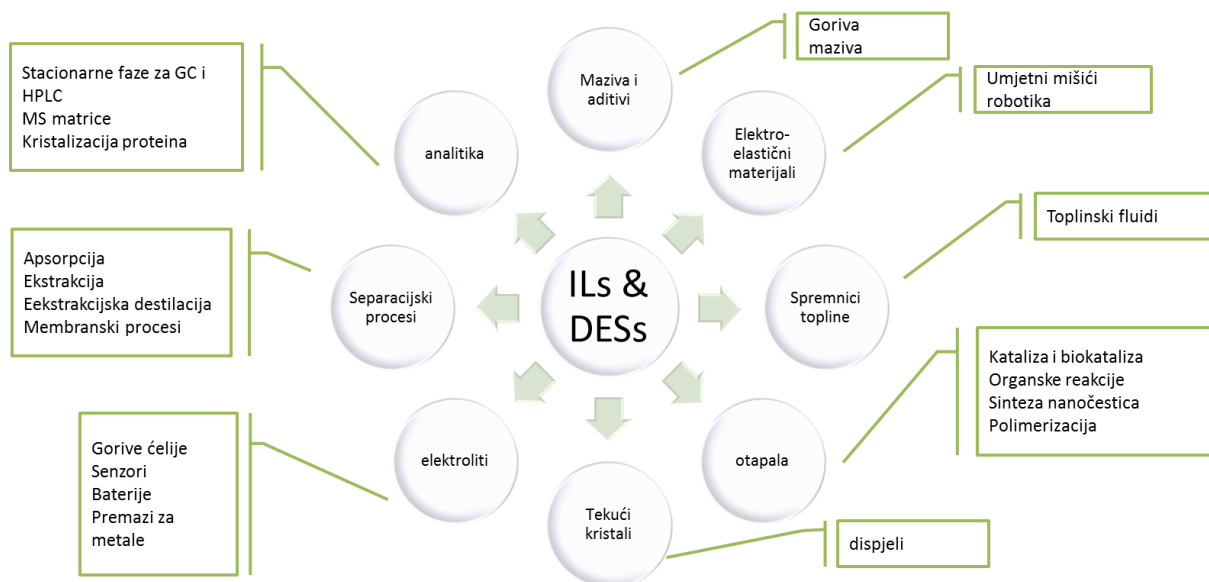 Goriva
maziva
Maziva i
aditivi
Umjetni mišići
robotika
Elektro-
elastični
materijali
Stacionarne faze za GC i
HPLC
MS matrice
Kristalizacija proteina
analitika
Toplinski fluidi
Spremnici
topline
Apsorpcija
Ekstrakcija
Eekstrakcijska destilacija
Membranski procesi
Separacijski
procesi
ILs &
DESs
Kataliza i biokataliza
Organske reakcije
Sinteza nanočestica
Polimerizacija
otapala
Gorive ćelije
Senzori
Baterije
Premazi za
metale
elektroliti
Tekući
kristali
dispjeli